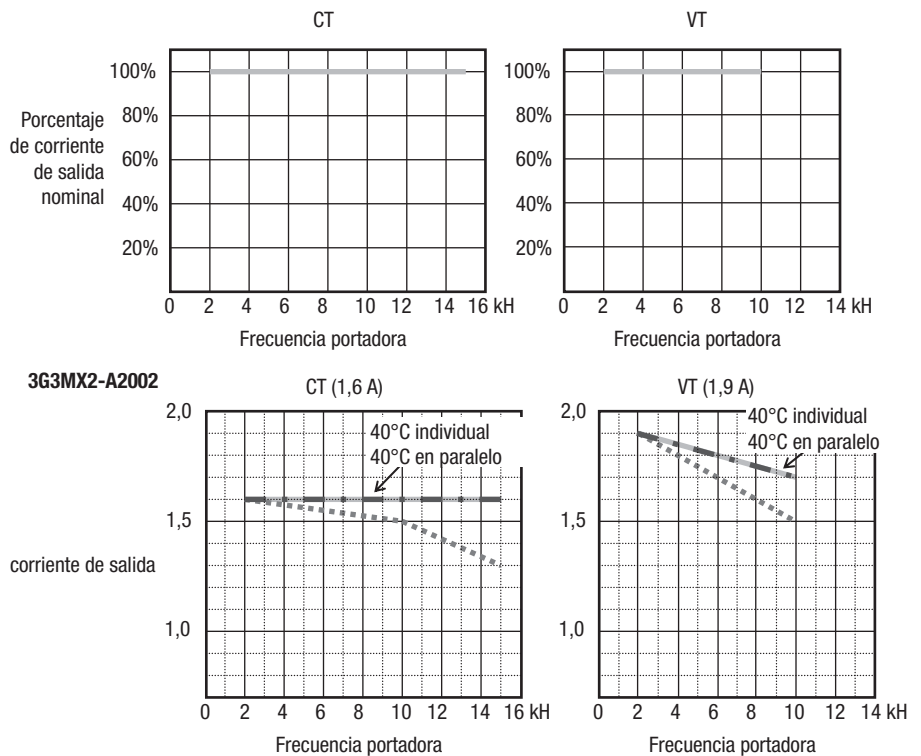 CT
VT
100%
80%
60%
40%
20%
Porcentaje
de corriente
de salida
nominal
0 2 4 6 8 10 12 14 16 kH
Frecuencia portadora
100%
80%
60%
40%
20%
0 2 4 6 8 10 12 14 kH
Frecuencia portadora
3G3MX2-A2002
CT (1,6 A)
2,0
1,5
1,0
40°C individual
40°C en paralelo
corriente de salida
0 2 4 6 8 10 12 14 16 kH
Frecuencia portadora
VT (1,9 A)
2,0
1,5
1,0
40°C individual
40°C en paralelo
0 2 4 6 8 10 12 14 kH
Frecuencia portadora